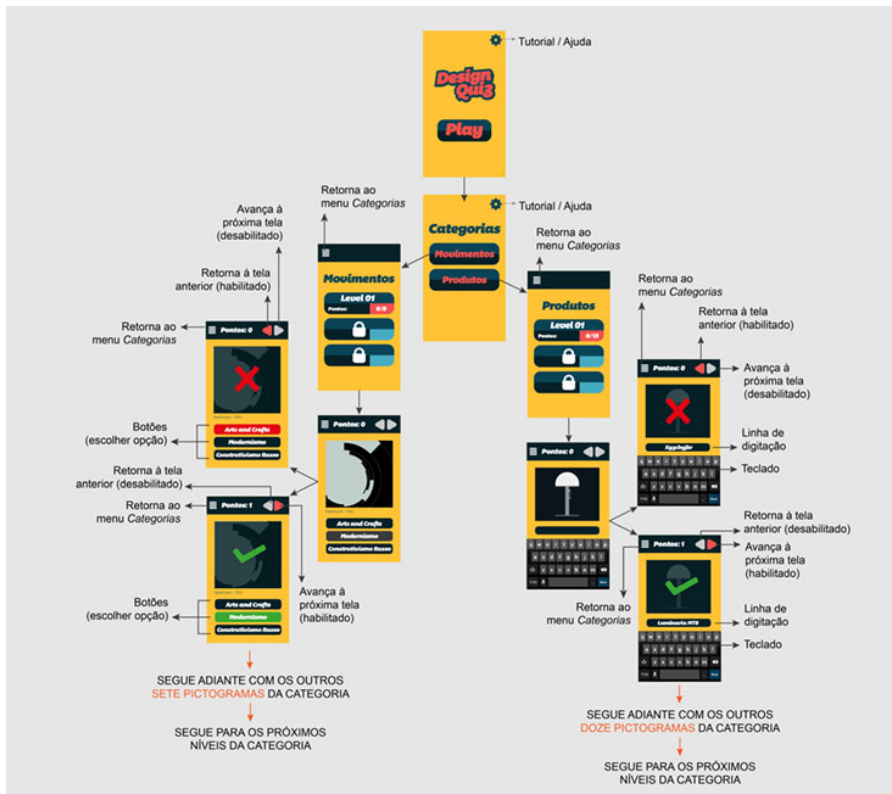 Tutorial / Ajuda
Design
Quiz
Play
Retorna ao
menu Categorias
Tutorial / Ajuda
Categorias
Movimentos
Produtos
Avança à
próxima tela
(desabilitado)
Retorna à tela
anterior (habilitado)
Retorna ao
menu Categorias
Movimentos
Level 01
Pontos:
Retorna ao
menu Categorias
Produtos
Level 01
Pontos:
Retorna ao
menu Categorias
Retorna à tela
anterior (habilitado)
Avança à
próxima tela
(desabilitado)
Pontos: 0
Botões
(escolher opção)
Arts and Crafts
Modernismo
Construtivismo Russo
Pontos: 0
Arts and Crafts
Modernismo
Construtivismo Russo
Retorna à tela
anterior (desabilitado)
Retorna ao
menu Categorias
Pontos: 1
Botões
(escolher opção)
Arts and Crafts
Modernismo
Construtivismo Russo
Avança à
próxima tela
(habilitado)
Pontos: 0
Pontos: 0
Linha de
digitação
Teclado
Retorna à tela
anterior (desabilitado)
Avança à
próxima tela
(habilitado)
Retorna ao
menu Categorias
Pontos: 1
Luminária MT8
Linha de
digitação
Teclado
SEGUE ADIANTE COM OS OUTROS
SETE PICTOGRAMAS DA CATEGORIA
SEGUE PARA OS PRÓXIMOS
NÍVEIS DA CATEGORIA
SEGUE ADIANTE COM OS OUTROS
DOZE PICTOGRAMAS DA CATEGORIA
SEGUE PARA OS PRÓXIMOS
NÍVEIS DA CATEGORIA